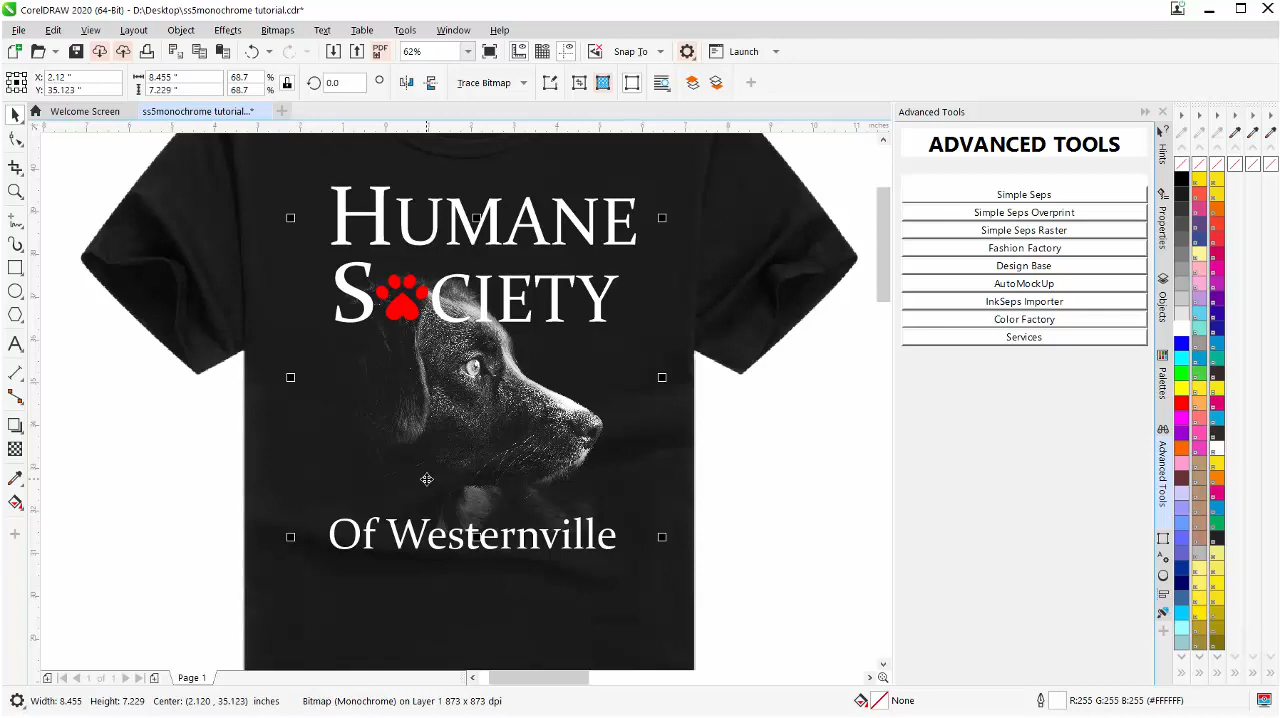 CorelDRAW 2020 (64-Bit) - D:\Desktop\ss5monochrome tutorial.cdr*
File Edit View Layout Object Effects Bitmaps Text Table Tools Window Help
PDF 62% Snap To Launch
X: 2.12 " 8.455 " 68.7 % 0.0 Trace Bitmap
Y: 35.123 " 7.229 " 68.7 %
Welcome Screen ss5monochrome tutorial...*
Advanced Tools
inches
ADVANCED TOOLS
Simple Seps
Simple Seps Overprint
Simple Seps Raster
Fashion Factory
Design Base
AutoMockUp
InkSeps Importer
Color Factory
Services
HUMANE
S CIETY
Of Westernville
Hints
Properties
Objects
Palettes
Advanced Tools
1 of 1 Page 1
Width: 8.455 Height: 7.229 Center: (2.120, 35.123) inches Bitmap (Monochrome) on Layer 1 873 x 873 dpi None R:255 G:255 B:255 (#FFFFFF)